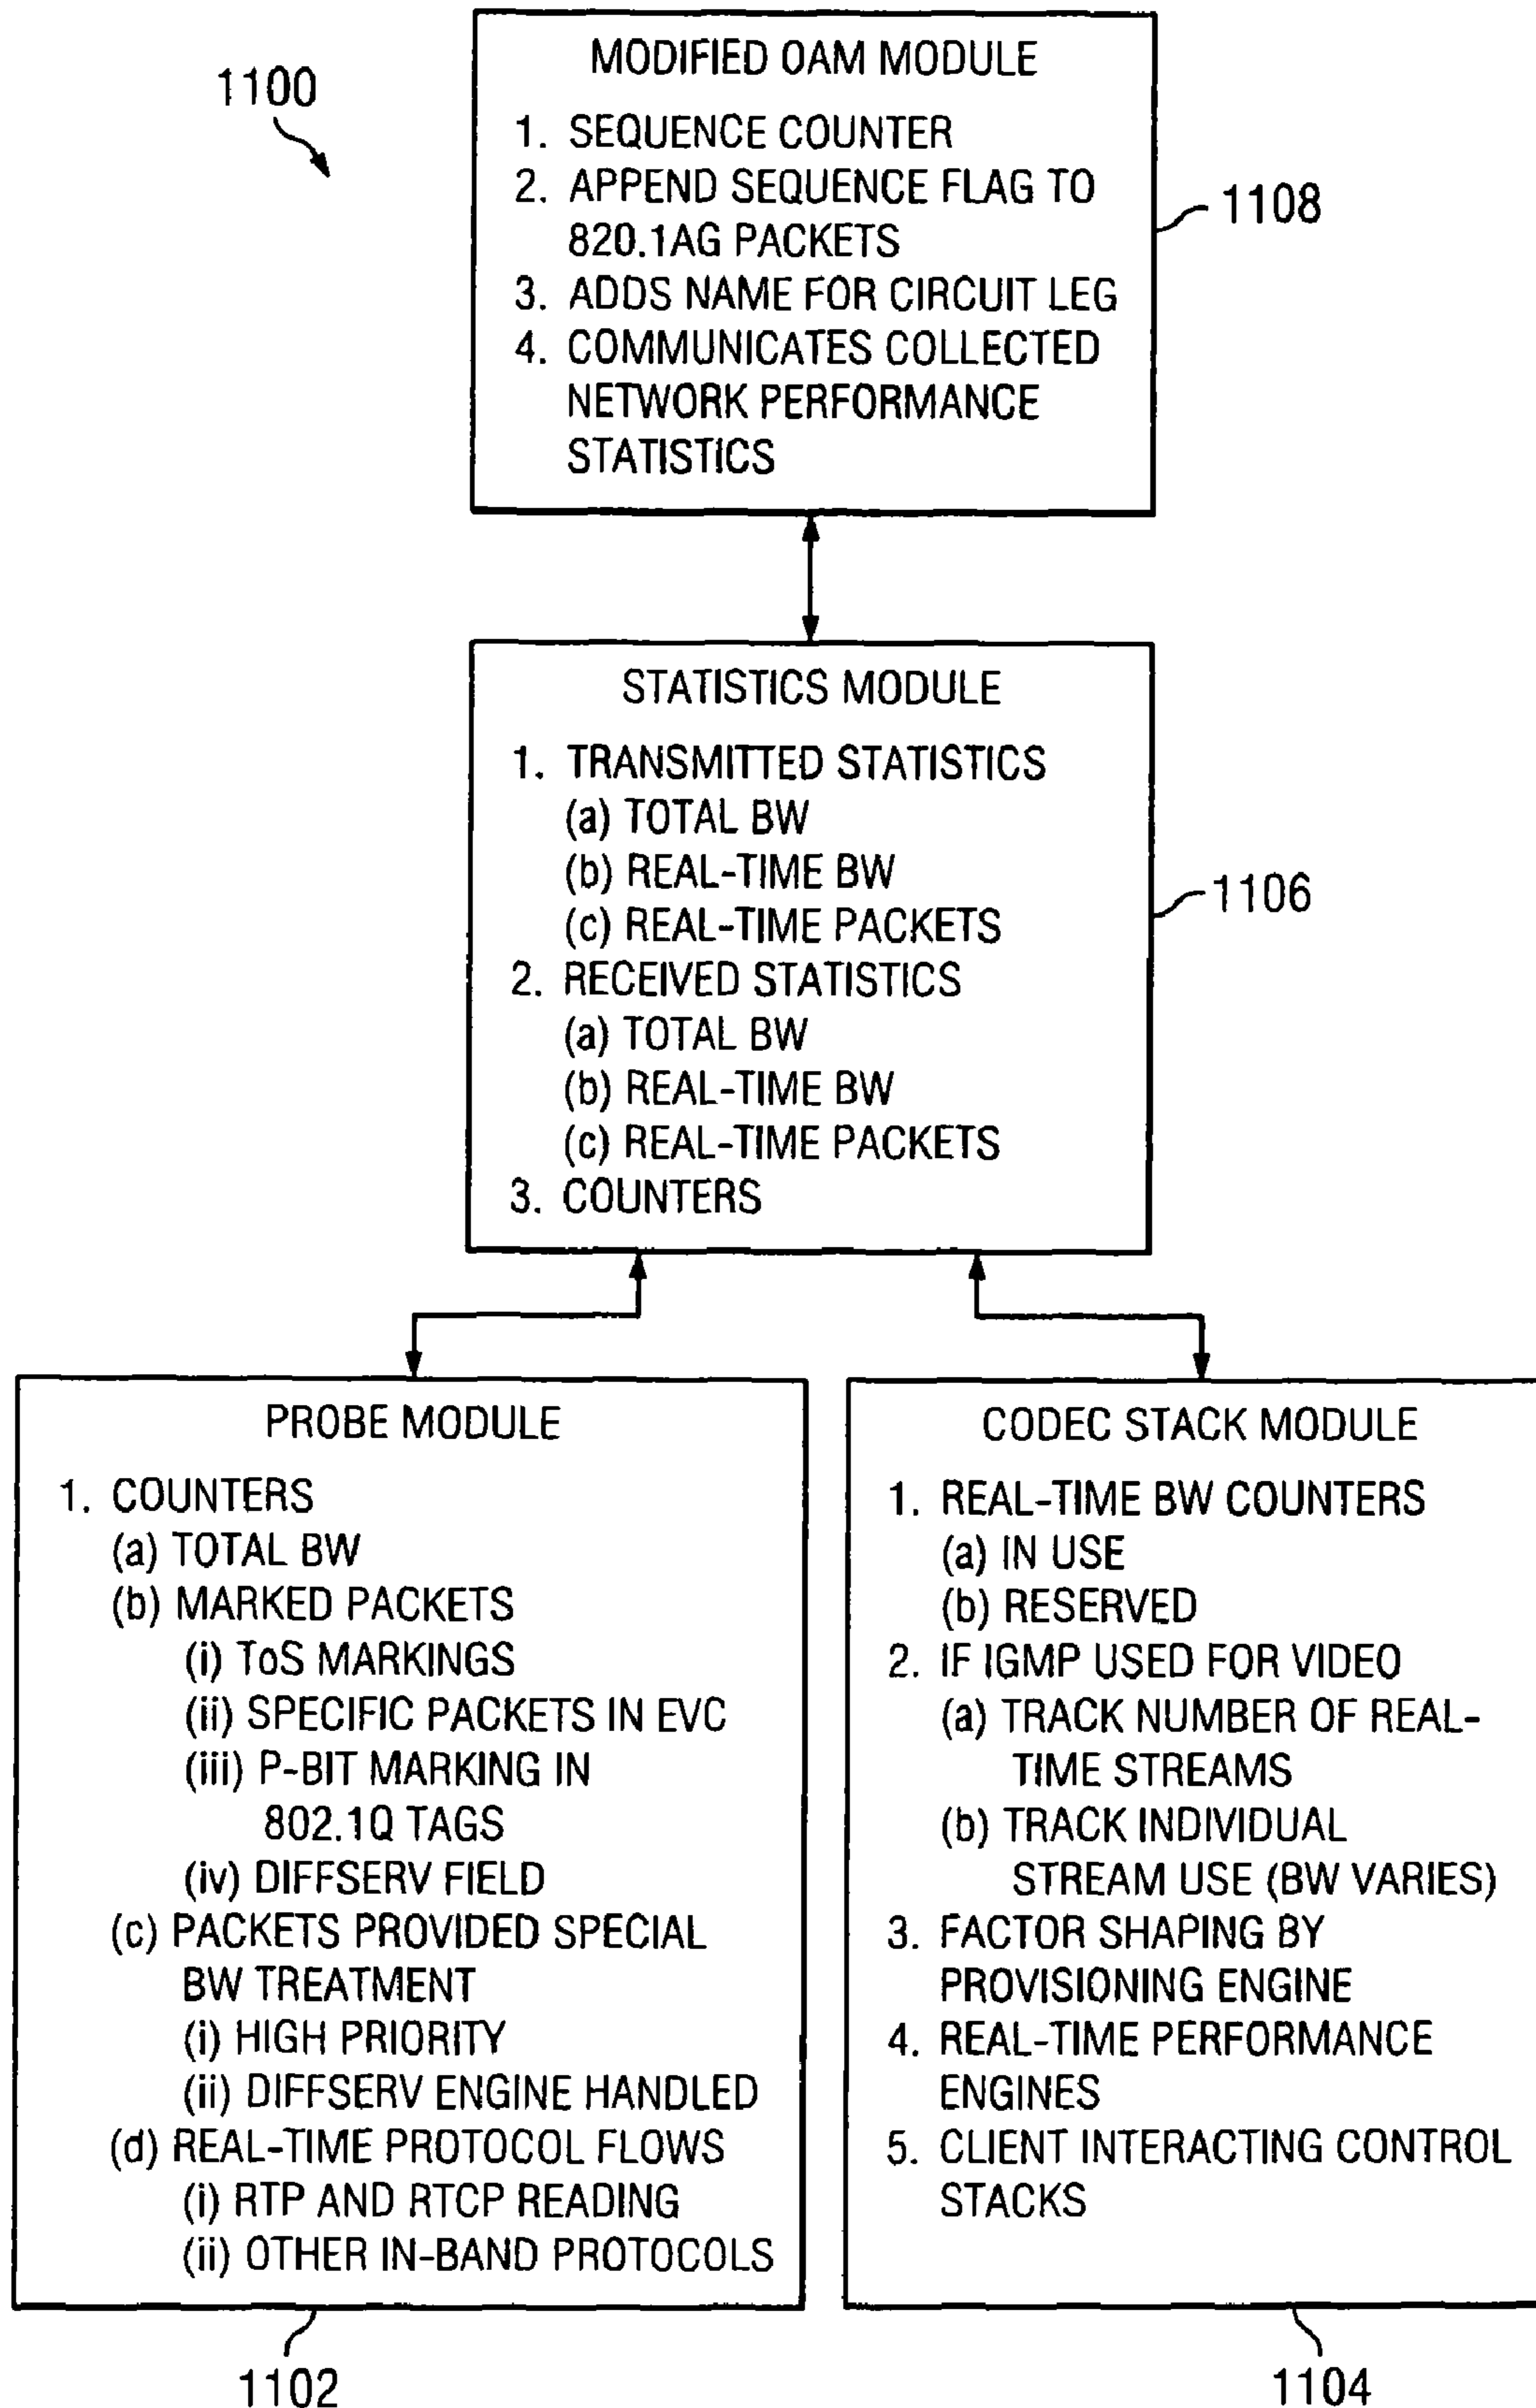 1100
MODIFIED OAM MODULE
1. SEQUENCE COUNTER
2. APPEND SEQUENCE FLAG TO
820.1AG PACKETS
3. ADDS NAME FOR CIRCUIT LEG
4. COMMUNICATES COLLECTED
NETWORK PERFORMANCE
STATISTICS
1108
STATISTICS MODULE
1. TRANSMITTED STATISTICS
(a) TOTAL BW
(b) REAL-TIME BW
(c) REAL-TIME PACKETS
2. RECEIVED STATISTICS
(a) TOTAL BW
(b) REAL-TIME BW
(c) REAL-TIME PACKETS
3. COUNTERS
1106
PROBE MODULE
1. COUNTERS
(a) TOTAL BW
(b) MARKED PACKETS
(i) ToS MARKINGS
(ii) SPECIFIC PACKETS IN EVC
(iii) P-BIT MARKING IN
802.1Q TAGS
(iv) DIFFSERV FIELD
(c) PACKETS PROVIDED SPECIAL
BW TREATMENT
(i) HIGH PRIORITY
(ii) DIFFSERV ENGINE HANDLED
(d) REAL-TIME PROTOCOL FLOWS
(i) RTP AND RTCP READING
(ii) OTHER IN-BAND PROTOCOLS
1102
CODEC STACK MODULE
1. REAL-TIME BW COUNTERS
(a) IN USE
(b) RESERVED
2. IF IGMP USED FOR VIDEO
(a) TRACK NUMBER OF REAL-
TIME STREAMS
(b) TRACK INDIVIDUAL
STREAM USE (BW VARIES)
3. FACTOR SHAPING BY
PROVISIONING ENGINE
4. REAL-TIME PERFORMANCE
ENGINES
5. CLIENT INTERACTING CONTROL
STACKS
1104